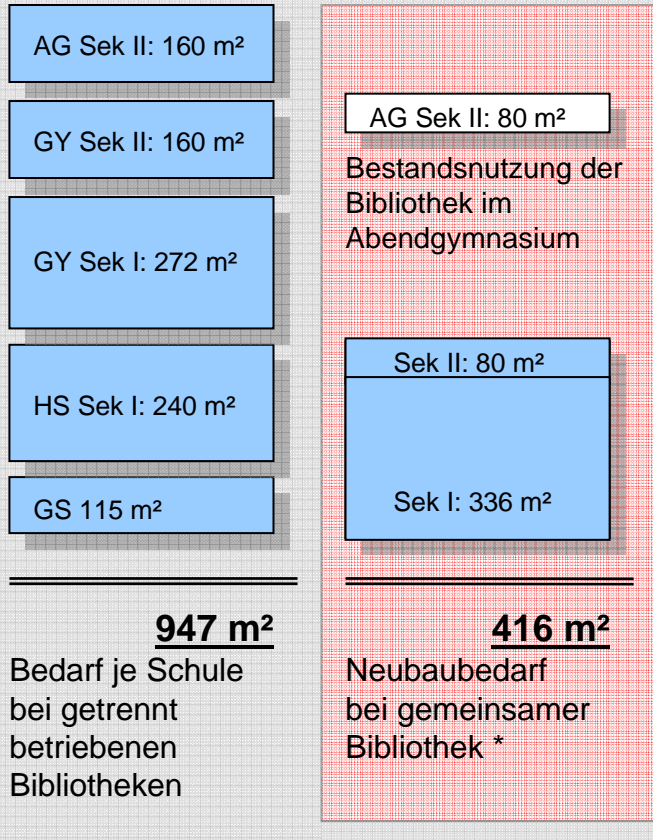 AG Sek II: 160 m²
GY Sek II: 160 m²
GY Sek I: 272 m²
HS Sek I: 240 m²
GS 115 m²
947 m²
Bedarf je Schule
bei getrennt
betriebenen
Bibliotheken
AG Sek II: 80 m²
Bestandsnutzung der
Bibliothek im
Abendgymnasium
Sek II: 80 m²
Sek I: 336 m²
416 m²
Neubaubedarf
bei gemeinsamer
Bibliothek *